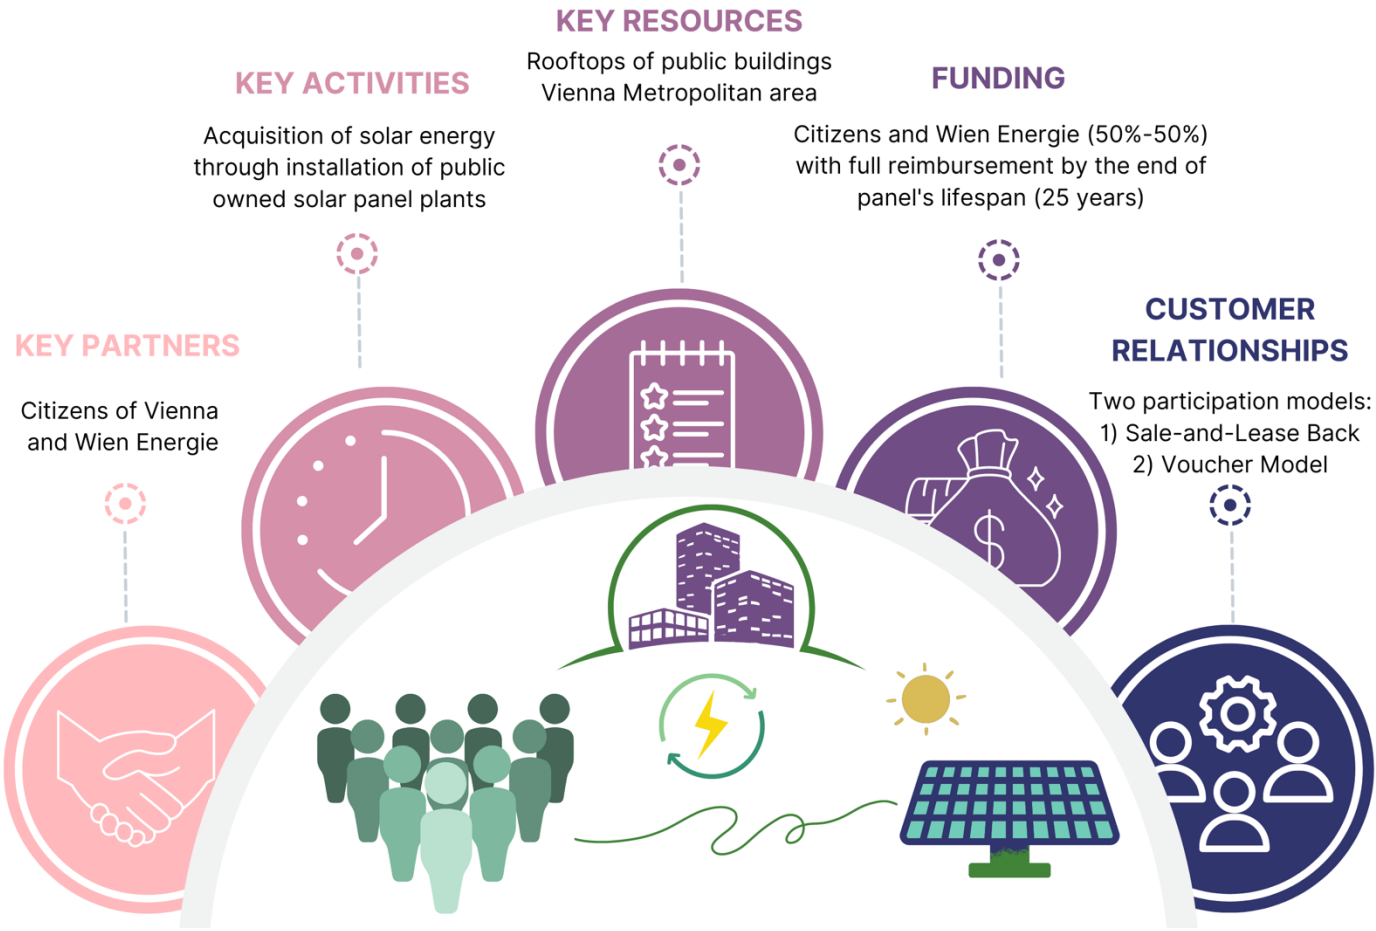 KEY PARTNERS
Citizens of Vienna
and Wien Energie
KEY ACTIVITIES
Acquisition of solar energy
through installation of public
owned solar panel plants
KEY RESOURCES
Rooftops of public buildings
Vienna Metropolitan area
FUNDING
Citizens and Wien Energie (50%-50%)
with full reimbursement by the end of
panel's lifespan (25 years)
CUSTOMER
RELATIONSHIPS
Two participation models:
1) Sale-and-Lease Back
2) Voucher Model
$